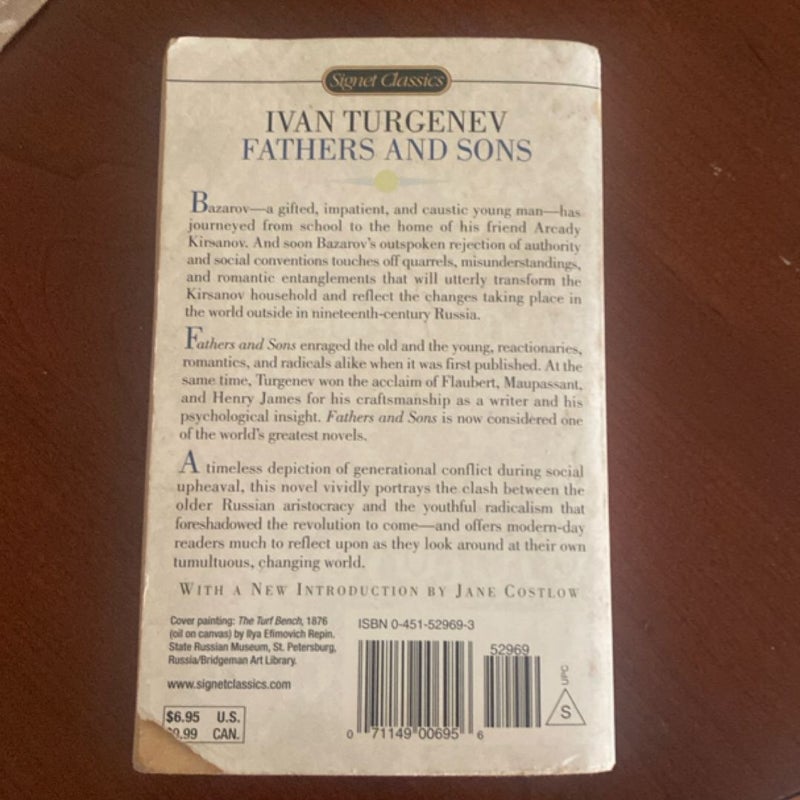 Signet Classics
IVAN TURGENEV
FATHERS AND SONS
Bazarov—a gifted, impatient, and caustic young man—has
journeyed from school to the home of his friend Arcady
Kirsanov. And soon Bazarov's outspoken rejection of authority
and social conventions touches off quarrels, misunderstandings,
and romantic entanglements that will utterly transform the
Kirsanov household and reflect the changes taking place in
the world outside in nineteenth-century Russia.
Fathers and Sons enraged the old and the young, reactionaries,
romantics, and radicals alike when it was first published. At the
same time, Turgenev won the acclaim of Flaubert, Maupassant,
and Henry James for his craftsmanship as a writer and his
psychological insight. Fathers and Sons is now considered one
of the world's greatest novels.
A timeless depiction of generational conflict during social
upheaval, this novel vividly portrays the clash between the
older Russian aristocracy and the youthful radicalism that
foreshadowed the revolution to come—and offers modern-day
readers much to reflect upon as they look around at their own
tumultuous, changing world.
WITH A NEW INTRODUCTION BY JANE COSTLOW
Cover painting: The Turf Bench, 1876
(oil on canvas) by Ilya Efimovich Repin.
State Russian Museum, St. Petersburg,
Russia/Bridgeman Art Library.
www.signetclassics.com
$6.95 U.S.
.99 CAN.
ISBN 0-451-52969-3
52969
0 71149 00695 6
UPC
S